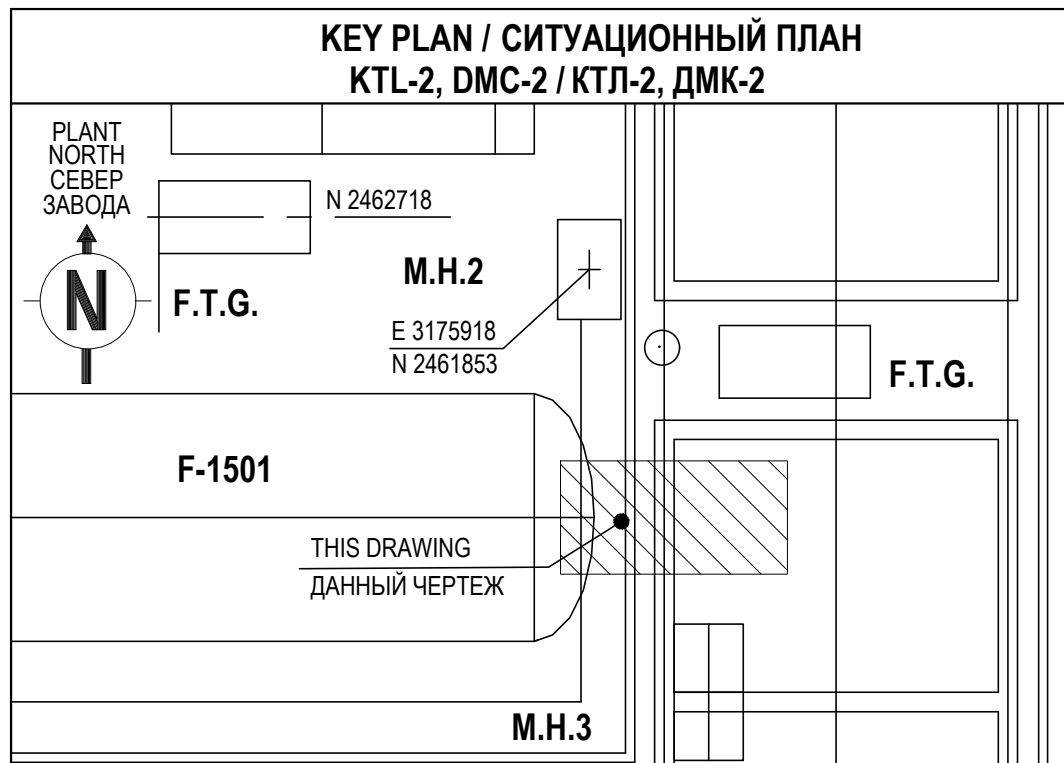 KEY PLAN / СИТУАЦИОННЫЙ ПЛАН
KTL-2, DMC-2 / КТЛ-2, ДМК-2
PLANT
NORTH
СЕВЕР
ЗАВОДА
N
N 2462718
F.T.G.
M.H.2
E 3175918
N 2461853
F.T.G.
F-1501
THIS DRAWING
ДАННЫЙ ЧЕРТЕЖ
M.H.3